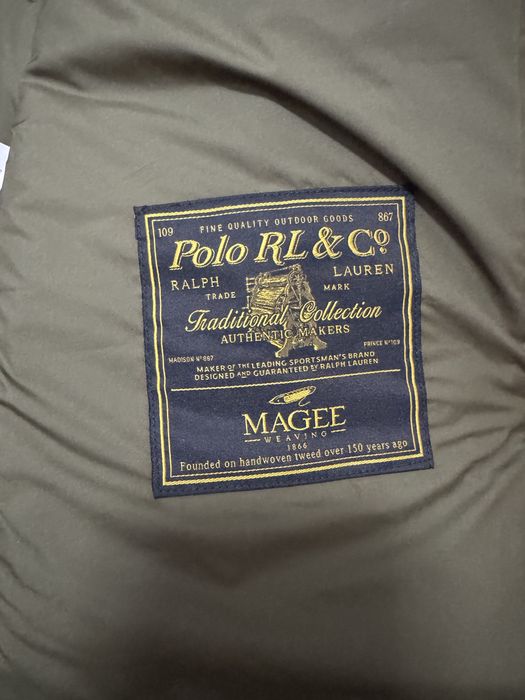 109 FINE QUALITY OUTDOOR GOODS 867
Polo RL & Co
RALPH LAUREN
TRADE MARK
Traditional Collection
AUTHENTIC MAKERS
MADISON Nº 867 PRINCE Nº 109
MAKER OF THE LEADING SPORTSMAN'S BRAND
DESIGNED AND GUARANTEED BY RALPH LAUREN
MAGEE
WEAVING
1866
Founded on handwoven tweed over 150 years ago